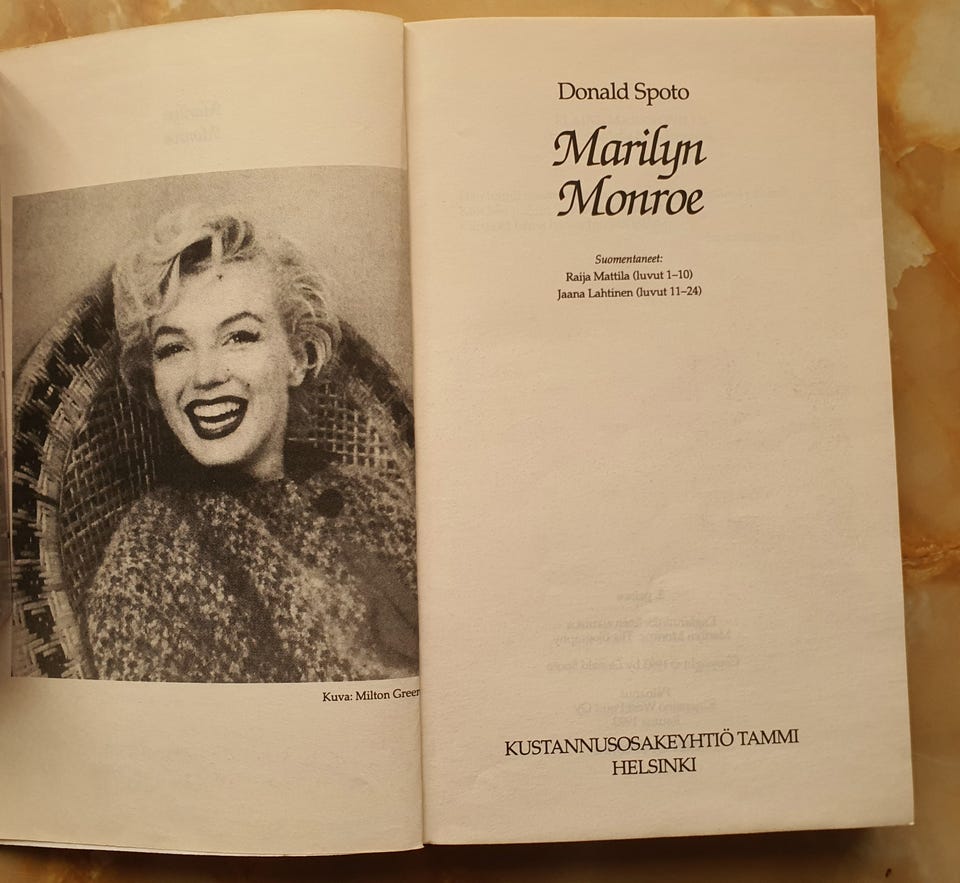 Kuva: Milton Green
Donald Spoto
Marilyn
Monroe
Suomentaneet:
Raija Mattila (luvut 1–10)
Jaana Lahtinen (luvut 11–24)
KUSTANNUSOSAKEYHTIÖ TAMMI
HELSINKI